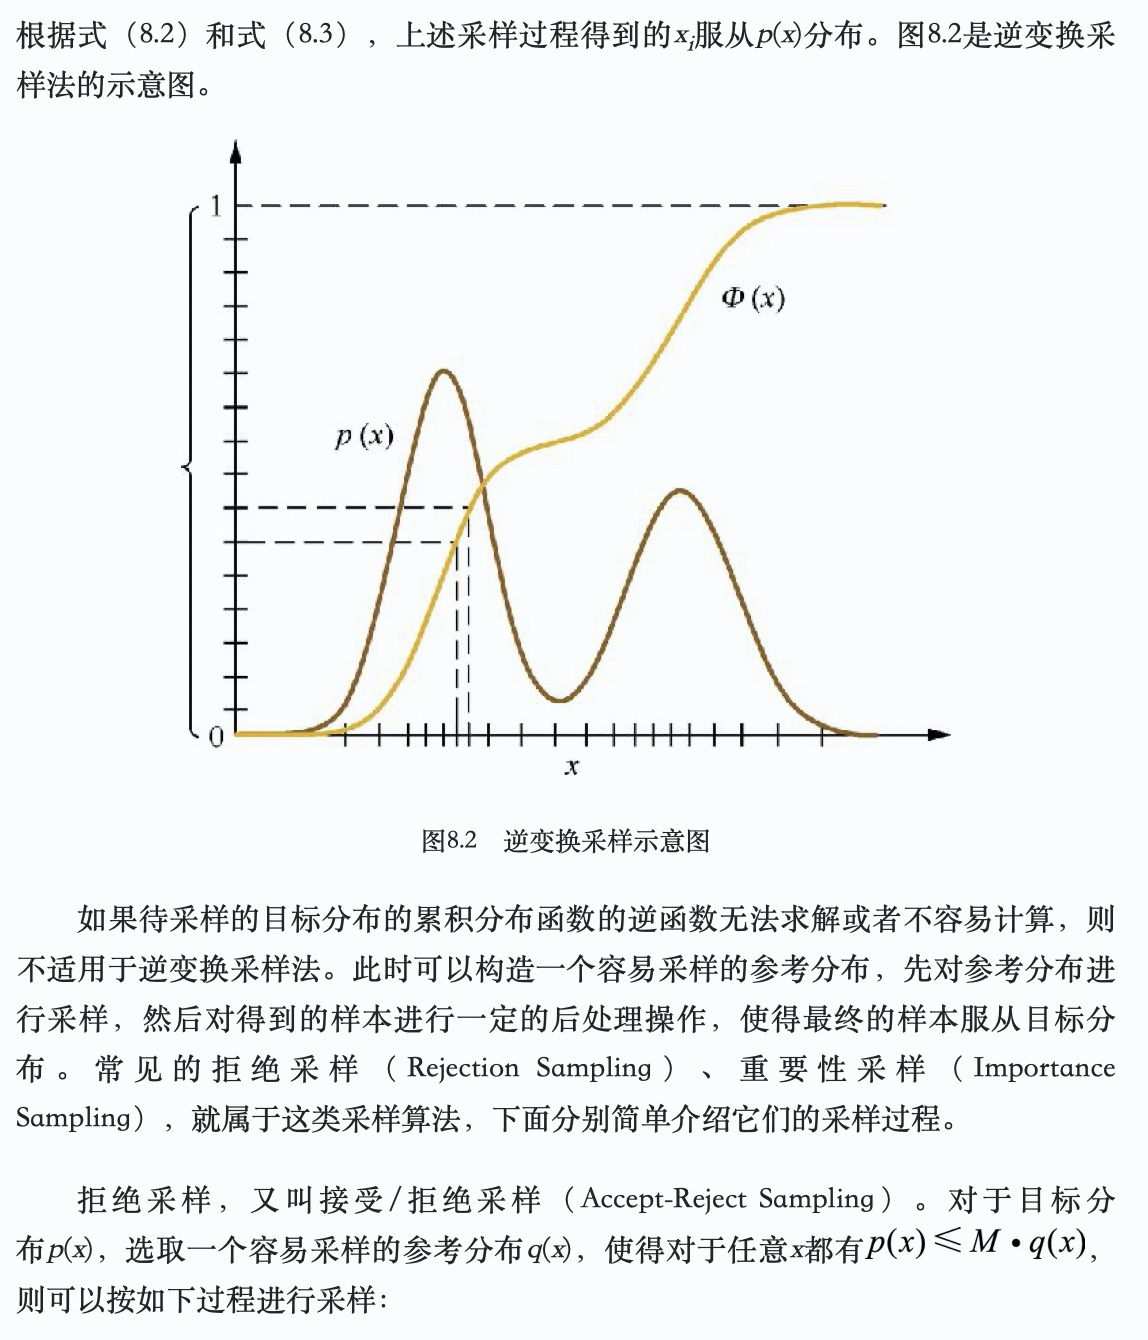 根据式（8.2）和式（8.3），上述采样过程得到的xi服从p(x)分布。图8.2是逆变换采
样法的示意图。
1
Φ (x)
p (x)
0
x
图8.2 逆变换采样示意图
如果待采样的目标分布的累积分布函数的逆函数无法求解或者不容易计算，则
不适用于逆变换采样法。此时可以构造一个容易采样的参考分布，先对参考分布进
行采样，然后对得到的样本进行一定的后处理操作，使得最终的样本服从目标分
布。常见的拒绝采样（Rejection Sampling）、重要性采样（Importance
Sampling），就属于这类采样算法，下面分别简单介绍它们的采样过程。
拒绝采样，又叫接受/拒绝采样（Accept-Reject Sampling）。对于目标分
布p(x)，选取一个容易采样的参考分布q(x)，使得对于任意x都有p(x) ≤ M • q(x)，
则可以按如下过程进行采样：